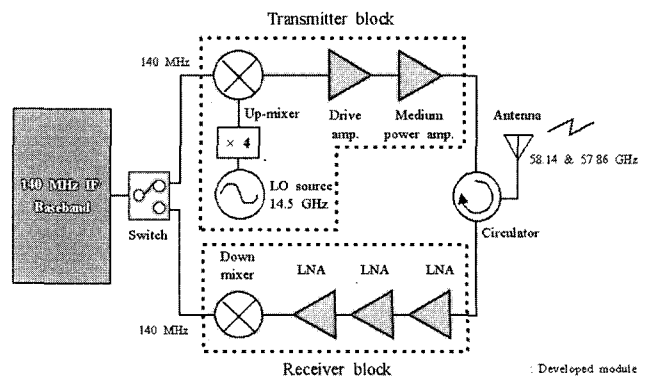 Transmitter block
140 MHz
Up-mixer
Drive amp.
Medium power amp.
Antenna
× 4
58.14 & 57.86 GHz
140 MHz IF
Baseband
LO source
14.5 GHz
Switch
Circulator
Down mixer
LNA
LNA
LNA
140 MHz
Receiver block
: Developed module